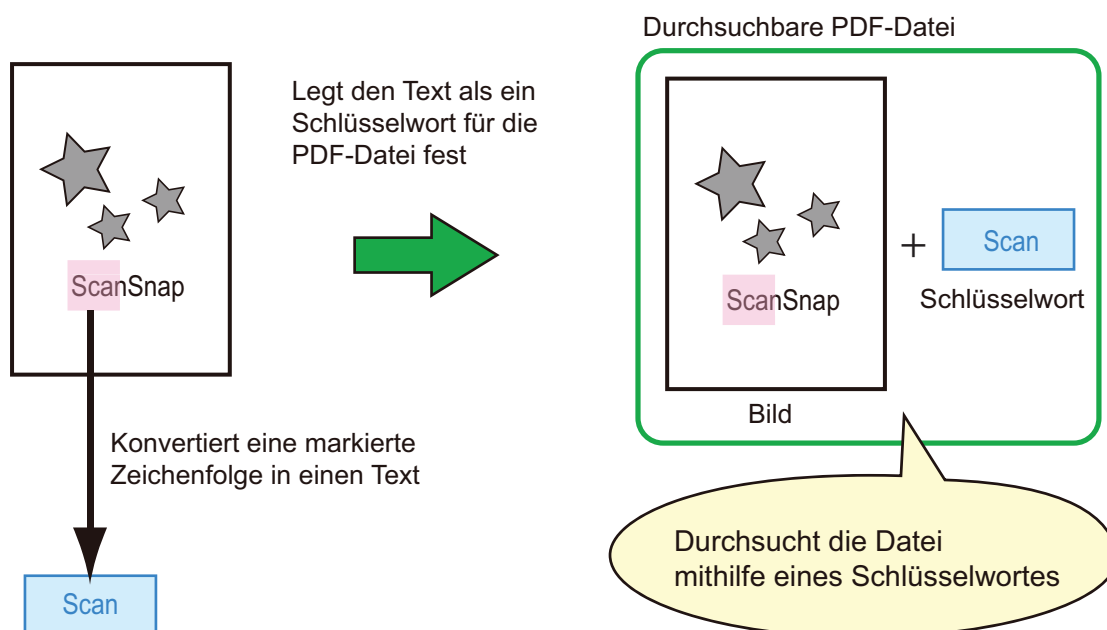 Durchsuchbare PDF-Datei
Legt den Text als ein
Schlüsselwort für die
PDF-Datei fest
ScanSnap
Konvertiert eine markierte
Zeichenfolge in einen Text
Scan
ScanSnap
Bild
+
Scan
Schlüsselwort
Durchsucht die Datei
mithilfe eines Schlüsselwortes